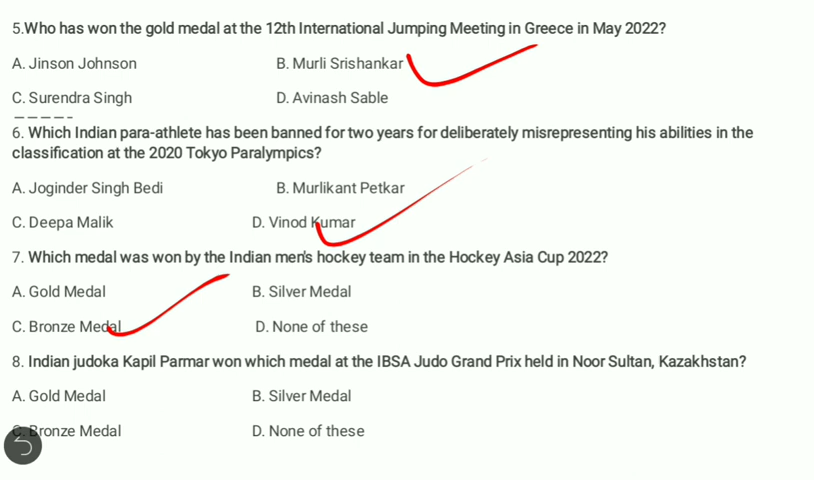 5.Who has won the gold medal at the 12th International Jumping Meeting in Greece in May 2022?
A. Jinson Johnson B. Murli Srishankar
C. Surendra Singh D. Avinash Sable
6. Which Indian para-athlete has been banned for two years for deliberately misrepresenting his abilities in the
classification at the 2020 Tokyo Paralympics?
A. Joginder Singh Bedi B. Murlikant Petkar
C. Deepa Malik D. Vinod Kumar
7. Which medal was won by the Indian men's hockey team in the Hockey Asia Cup 2022?
A. Gold Medal B. Silver Medal
C. Bronze Medal D. None of these
8. Indian judoka Kapil Parmar won which medal at the IBSA Judo Grand Prix held in Noor Sultan, Kazakhstan?
A. Gold Medal B. Silver Medal
C. Bronze Medal D. None of these